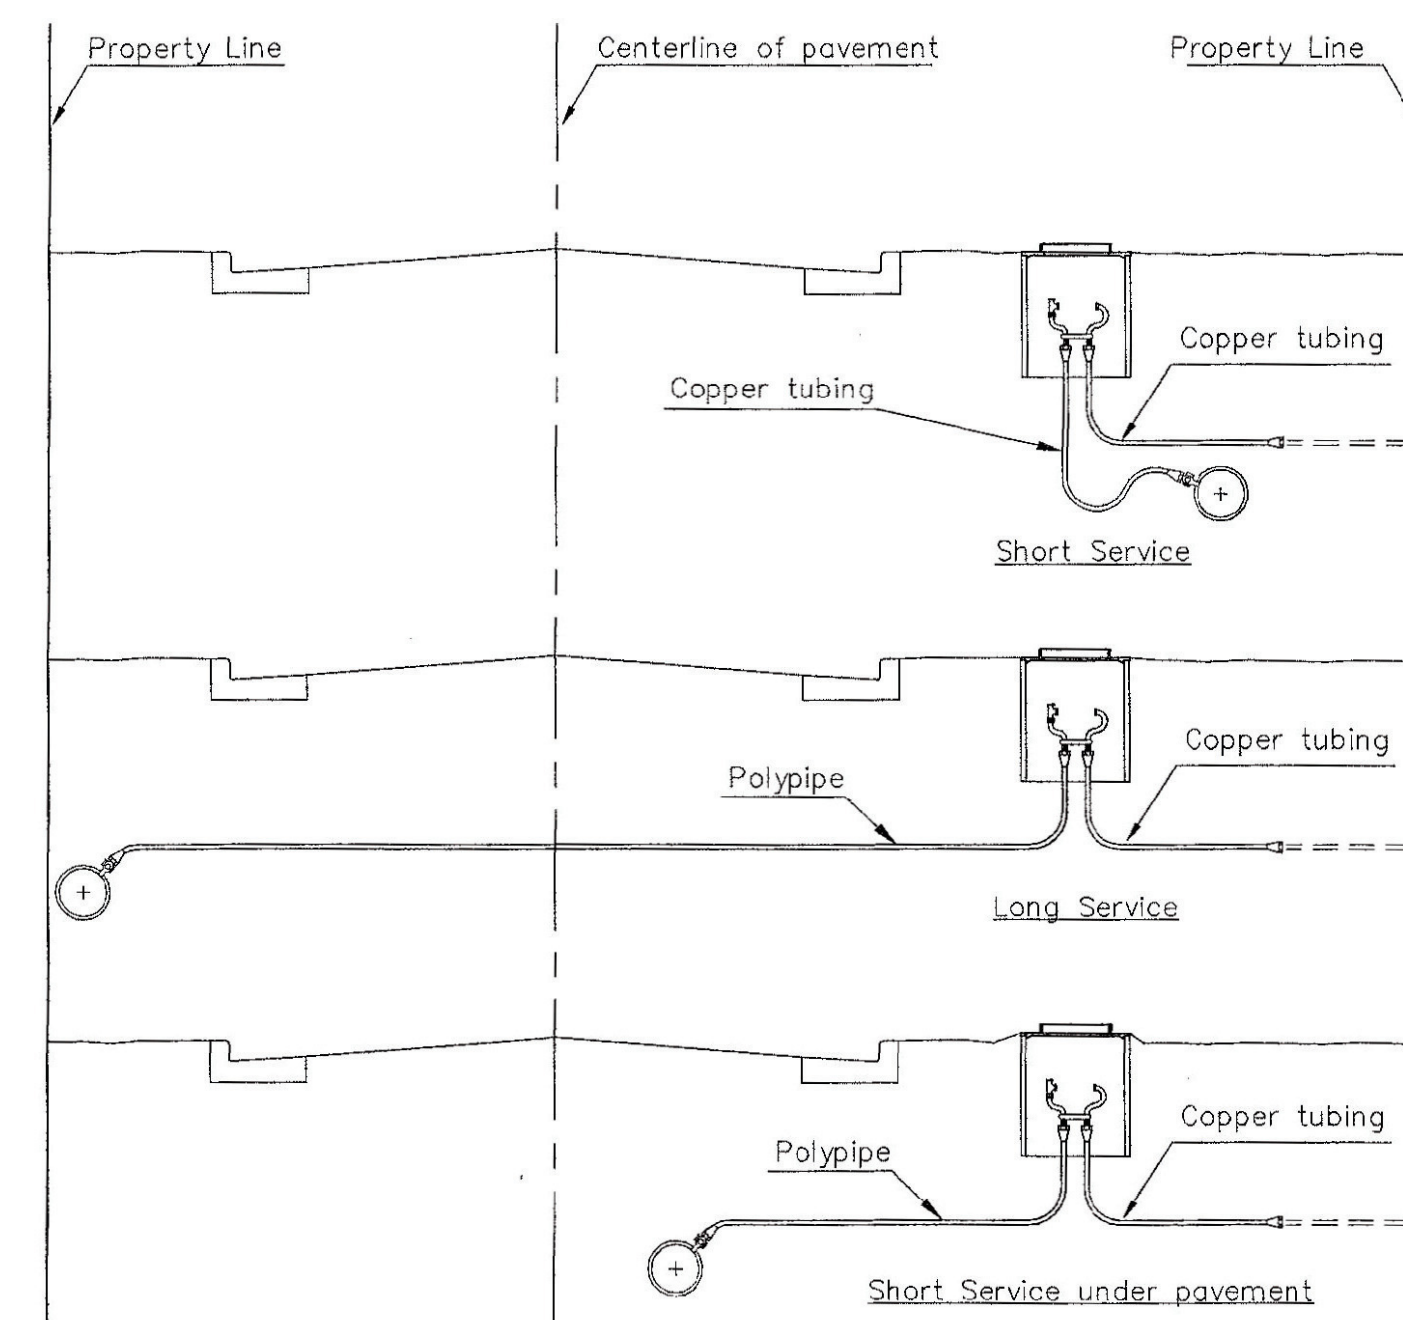 Property Line
Centerline of pavement
Property Line
Copper tubing
Copper tubing
Short Service
Copper tubing
Polypipe
Long Service
Copper tubing
Polypipe
Short Service under pavement